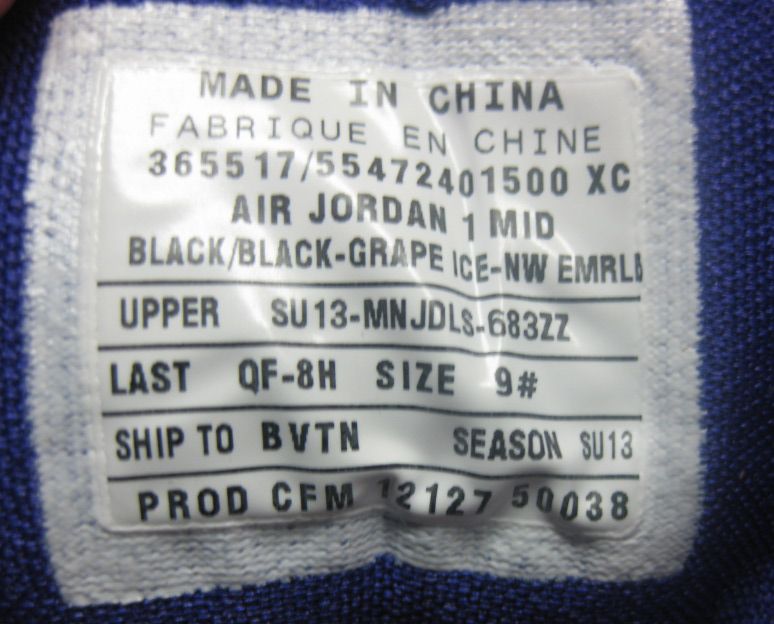 MADE IN CHINA
FABRIQUE EN CHINE
365517/55472401500 XC
AIR JORDAN 1 MID
BLACK/BLACK-GRAPE ICE-NW EMRLD
UPPER SU13-MNJDLS-683ZZ
LAST QF-8H SIZE 9#
SHIP TO BVTN SEASON SU13
PROD CFM 12127 50038